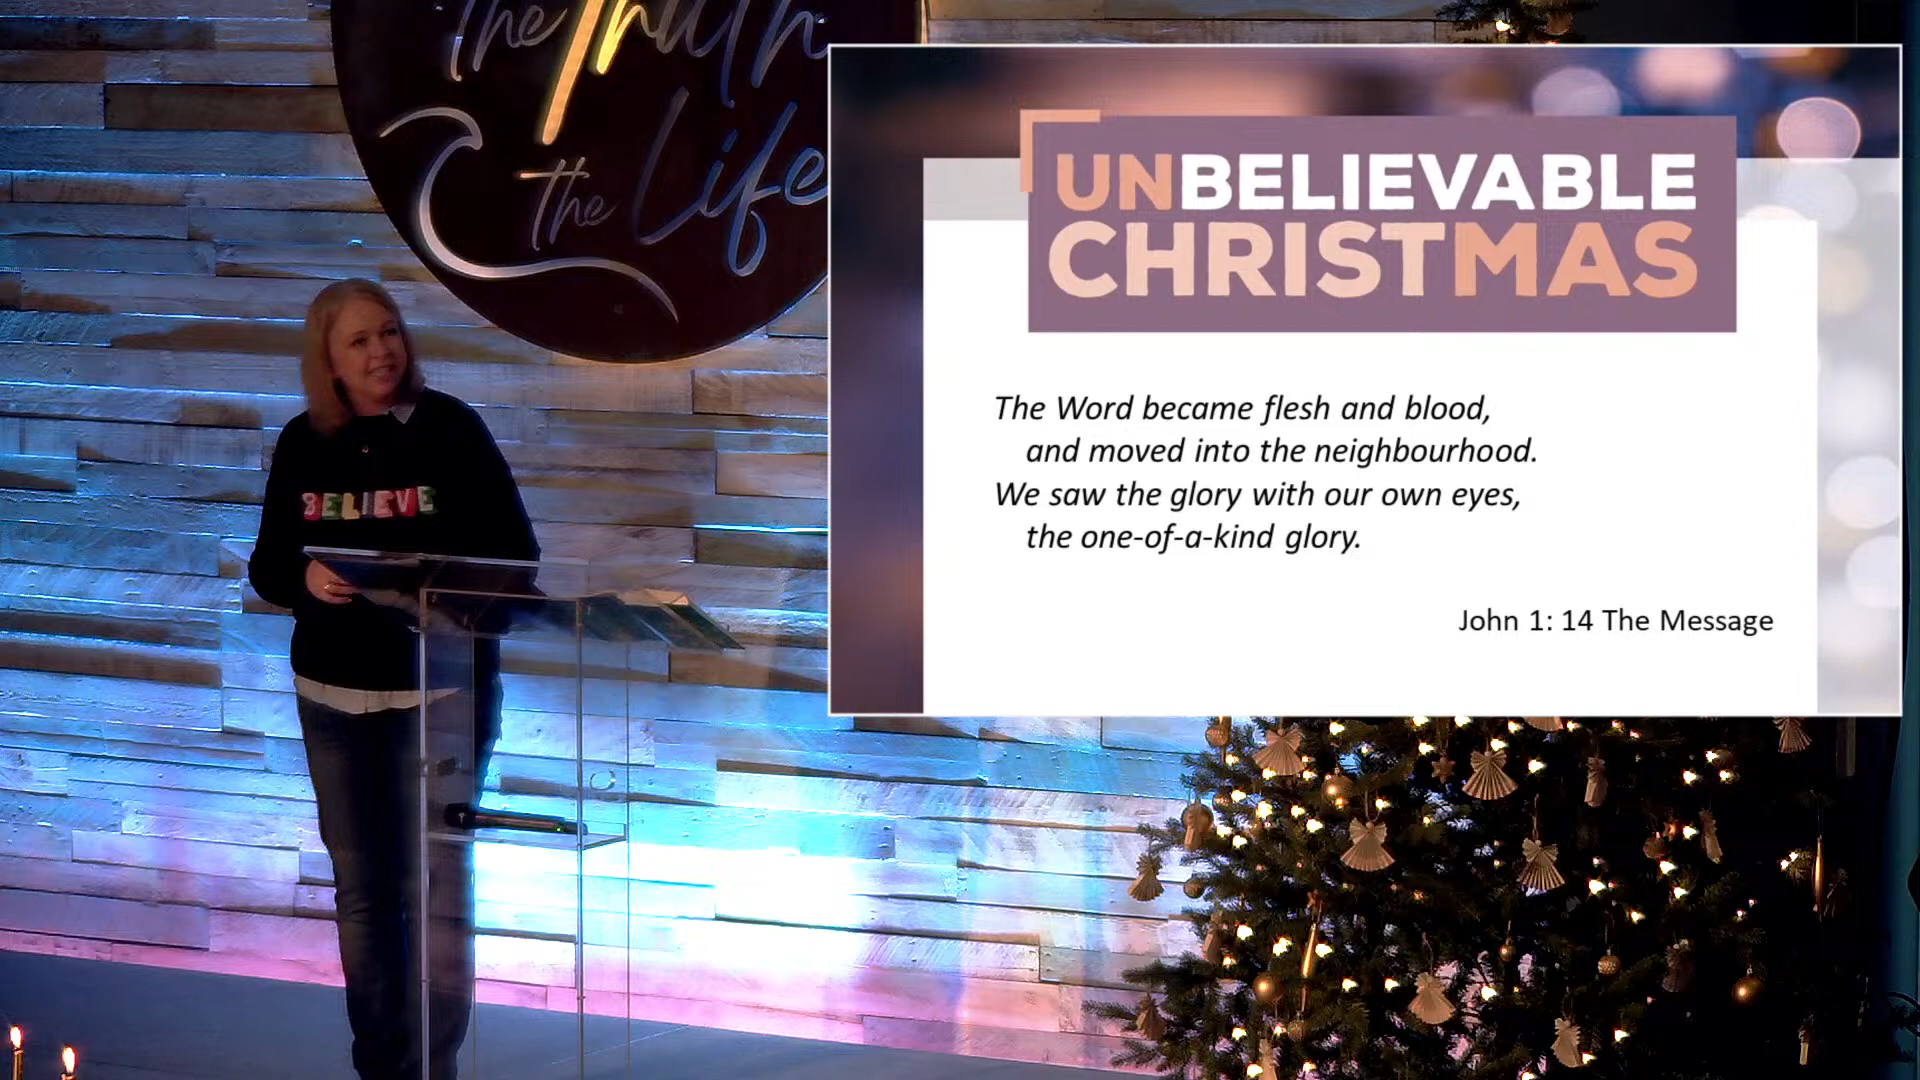 The Truth
the Life
UNBELIEVABLE
CHRISTMAS
The Word became flesh and blood,
and moved into the neighbourhood.
We saw the glory with our own eyes,
the one-of-a-kind glory.
John 1: 14 The Message
BELIEVE